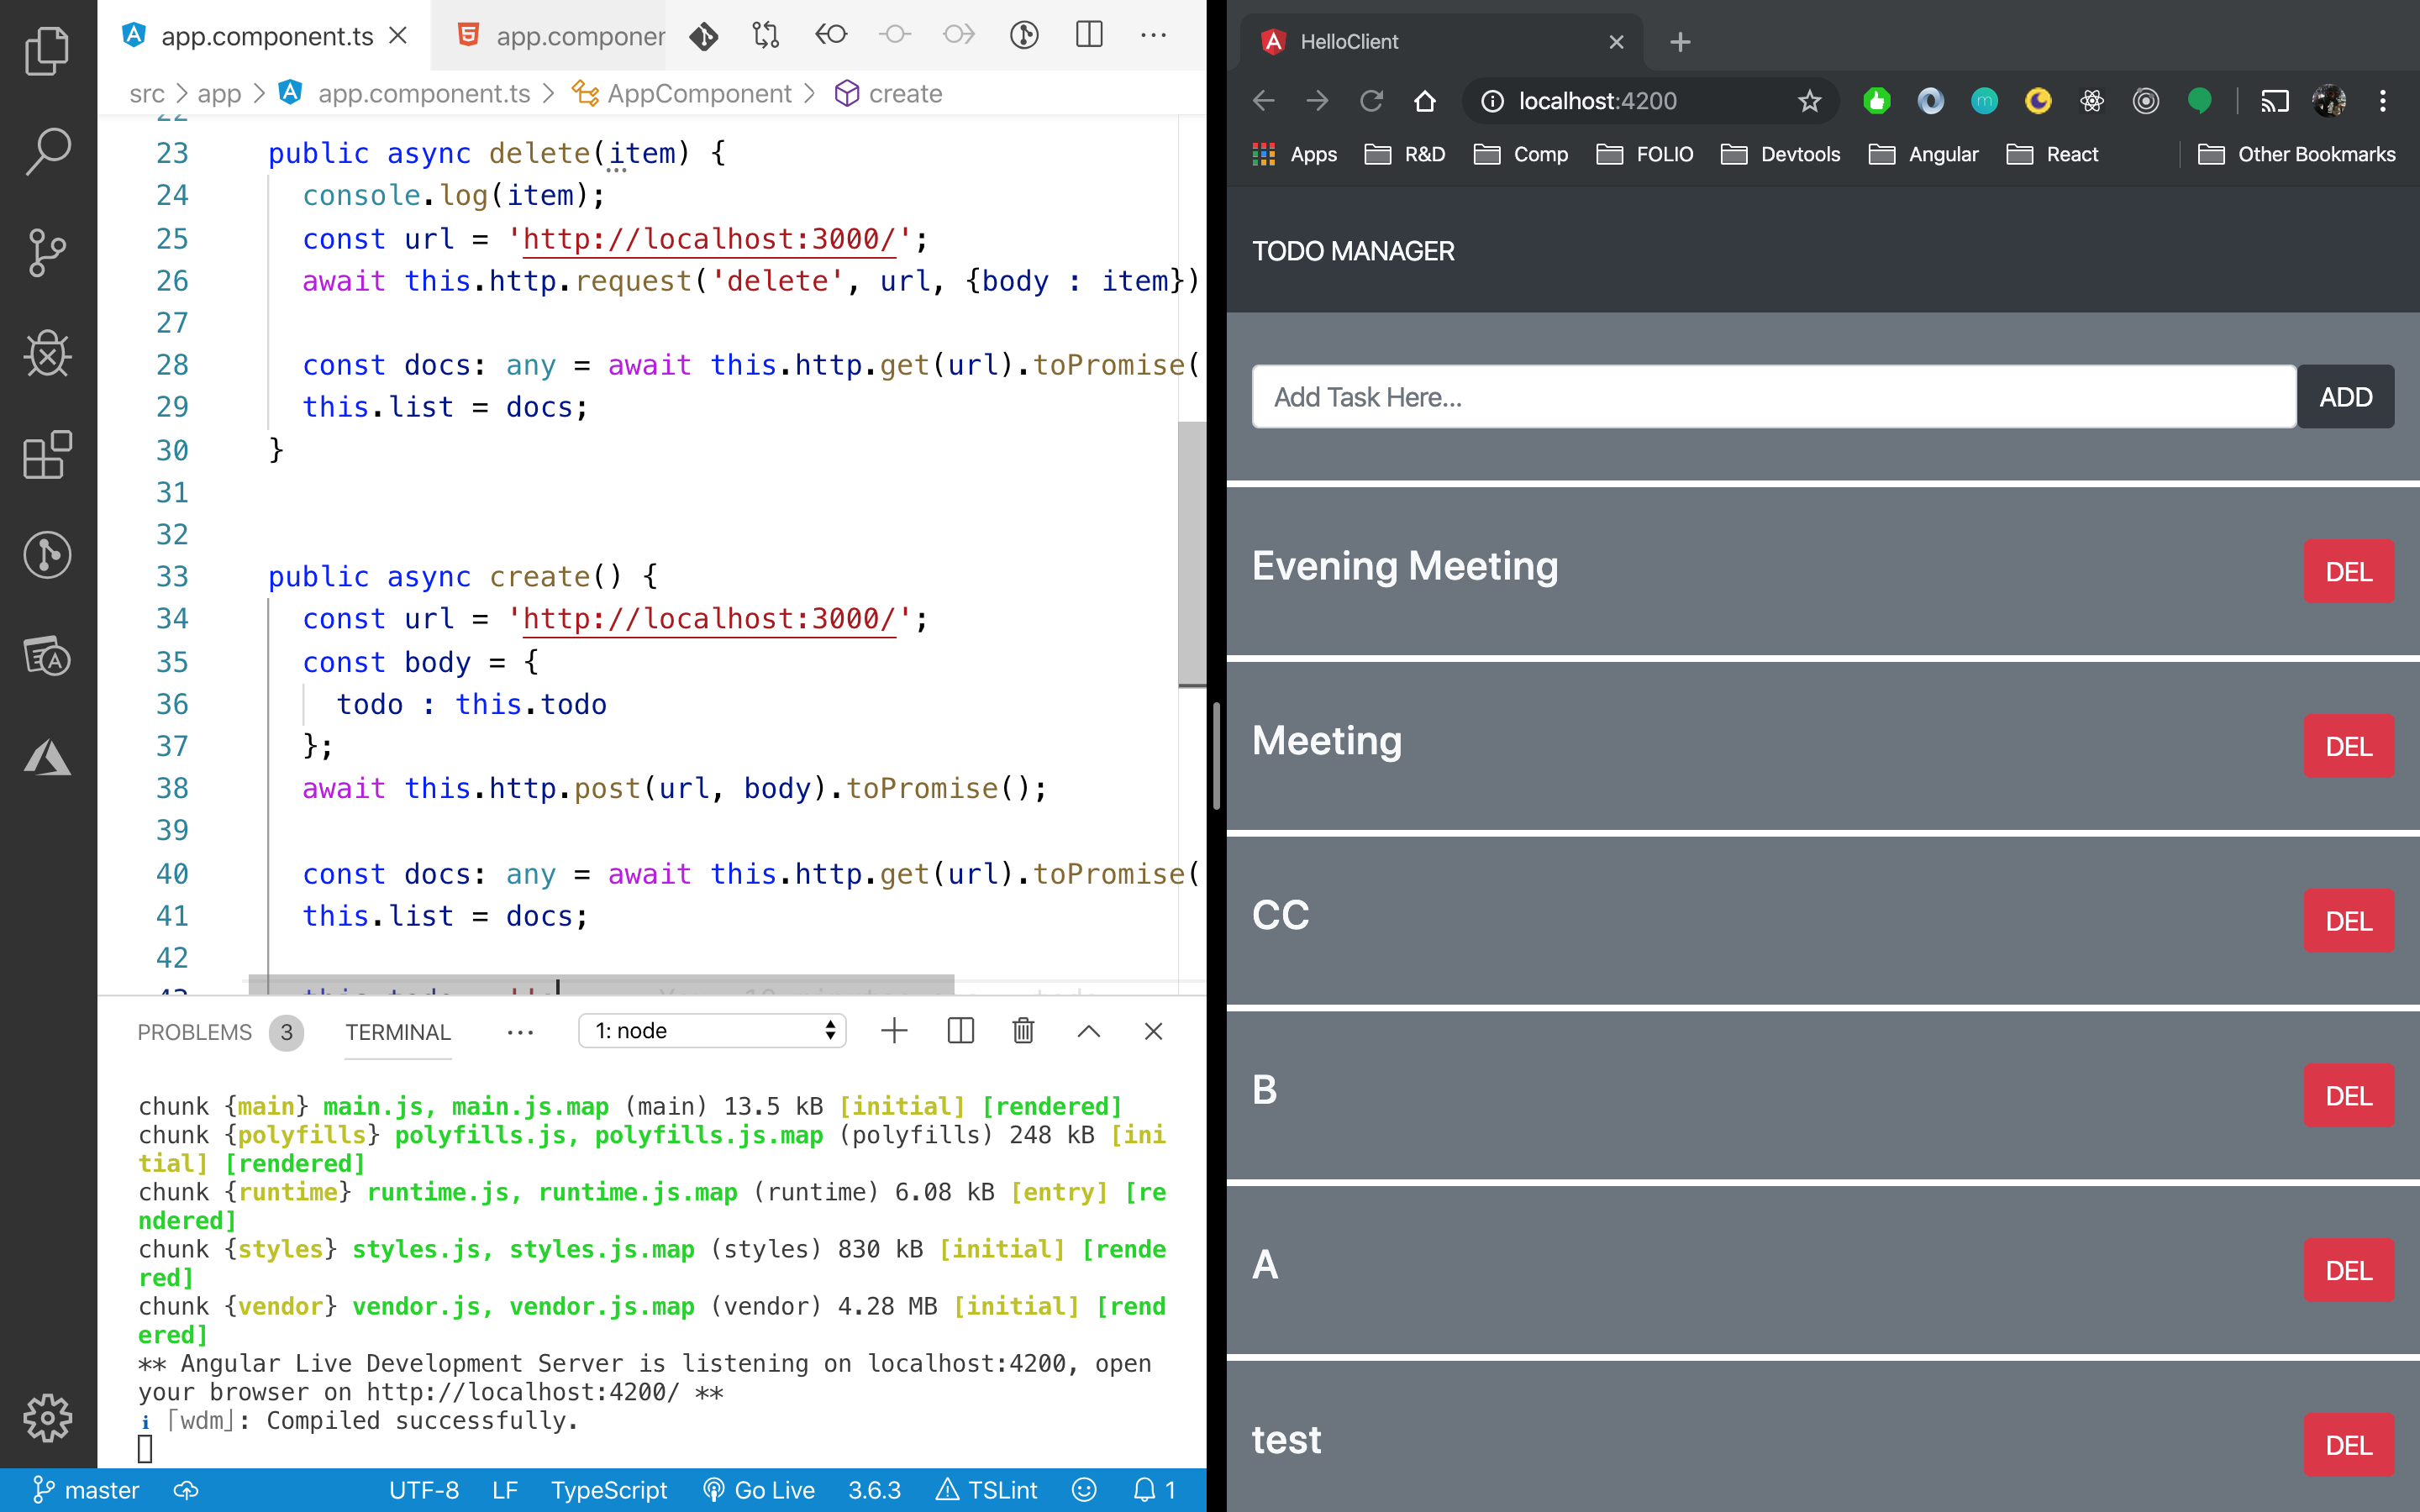 app.component.ts
app.componer
src > app > app.component.ts > AppComponent > create
22
23 public async delete(item) {
24 console.log(item);
25 const url = 'http://localhost:3000/';
26 await this.http.request('delete', url, {body : item})
27
28 const docs: any = await this.http.get(url).toPromise(
29 this.list = docs;
30 }
31
32
33 public async create() {
34 const url = 'http://localhost:3000/';
35 const body = {
36 todo : this.todo
37 };
38 await this.http.post(url, body).toPromise();
39
40 const docs: any = await this.http.get(url).toPromise(
41 this.list = docs;
42
PROBLEMS 3 TERMINAL ... 1: node
chunk {main} main.js, main.js.map (main) 13.5 kB [initial] [rendered]
chunk {polyfills} polyfills.js, polyfills.js.map (polyfills) 248 kB [ini
tial] [rendered]
chunk {runtime} runtime.js, runtime.js.map (runtime) 6.08 kB [entry] [re
ndered]
chunk {styles} styles.js, styles.js.map (styles) 830 kB [initial] [rende
red]
chunk {vendor} vendor.js, vendor.js.map (vendor) 4.28 MB [initial] [rend
ered]
** Angular Live Development Server is listening on localhost:4200, open
your browser on http://localhost:4200/ **
ℹ ｢wdm｣: Compiled successfully.
master UTF-8 LF TypeScript Go Live 3.6.3 TSLint 1
HelloClient
localhost:4200
Apps R&D Comp FOLIO Devtools Angular React Other Bookmarks
TODO MANAGER
Add Task Here... ADD
Evening Meeting DEL
Meeting DEL
CC DEL
B DEL
A DEL
test DEL